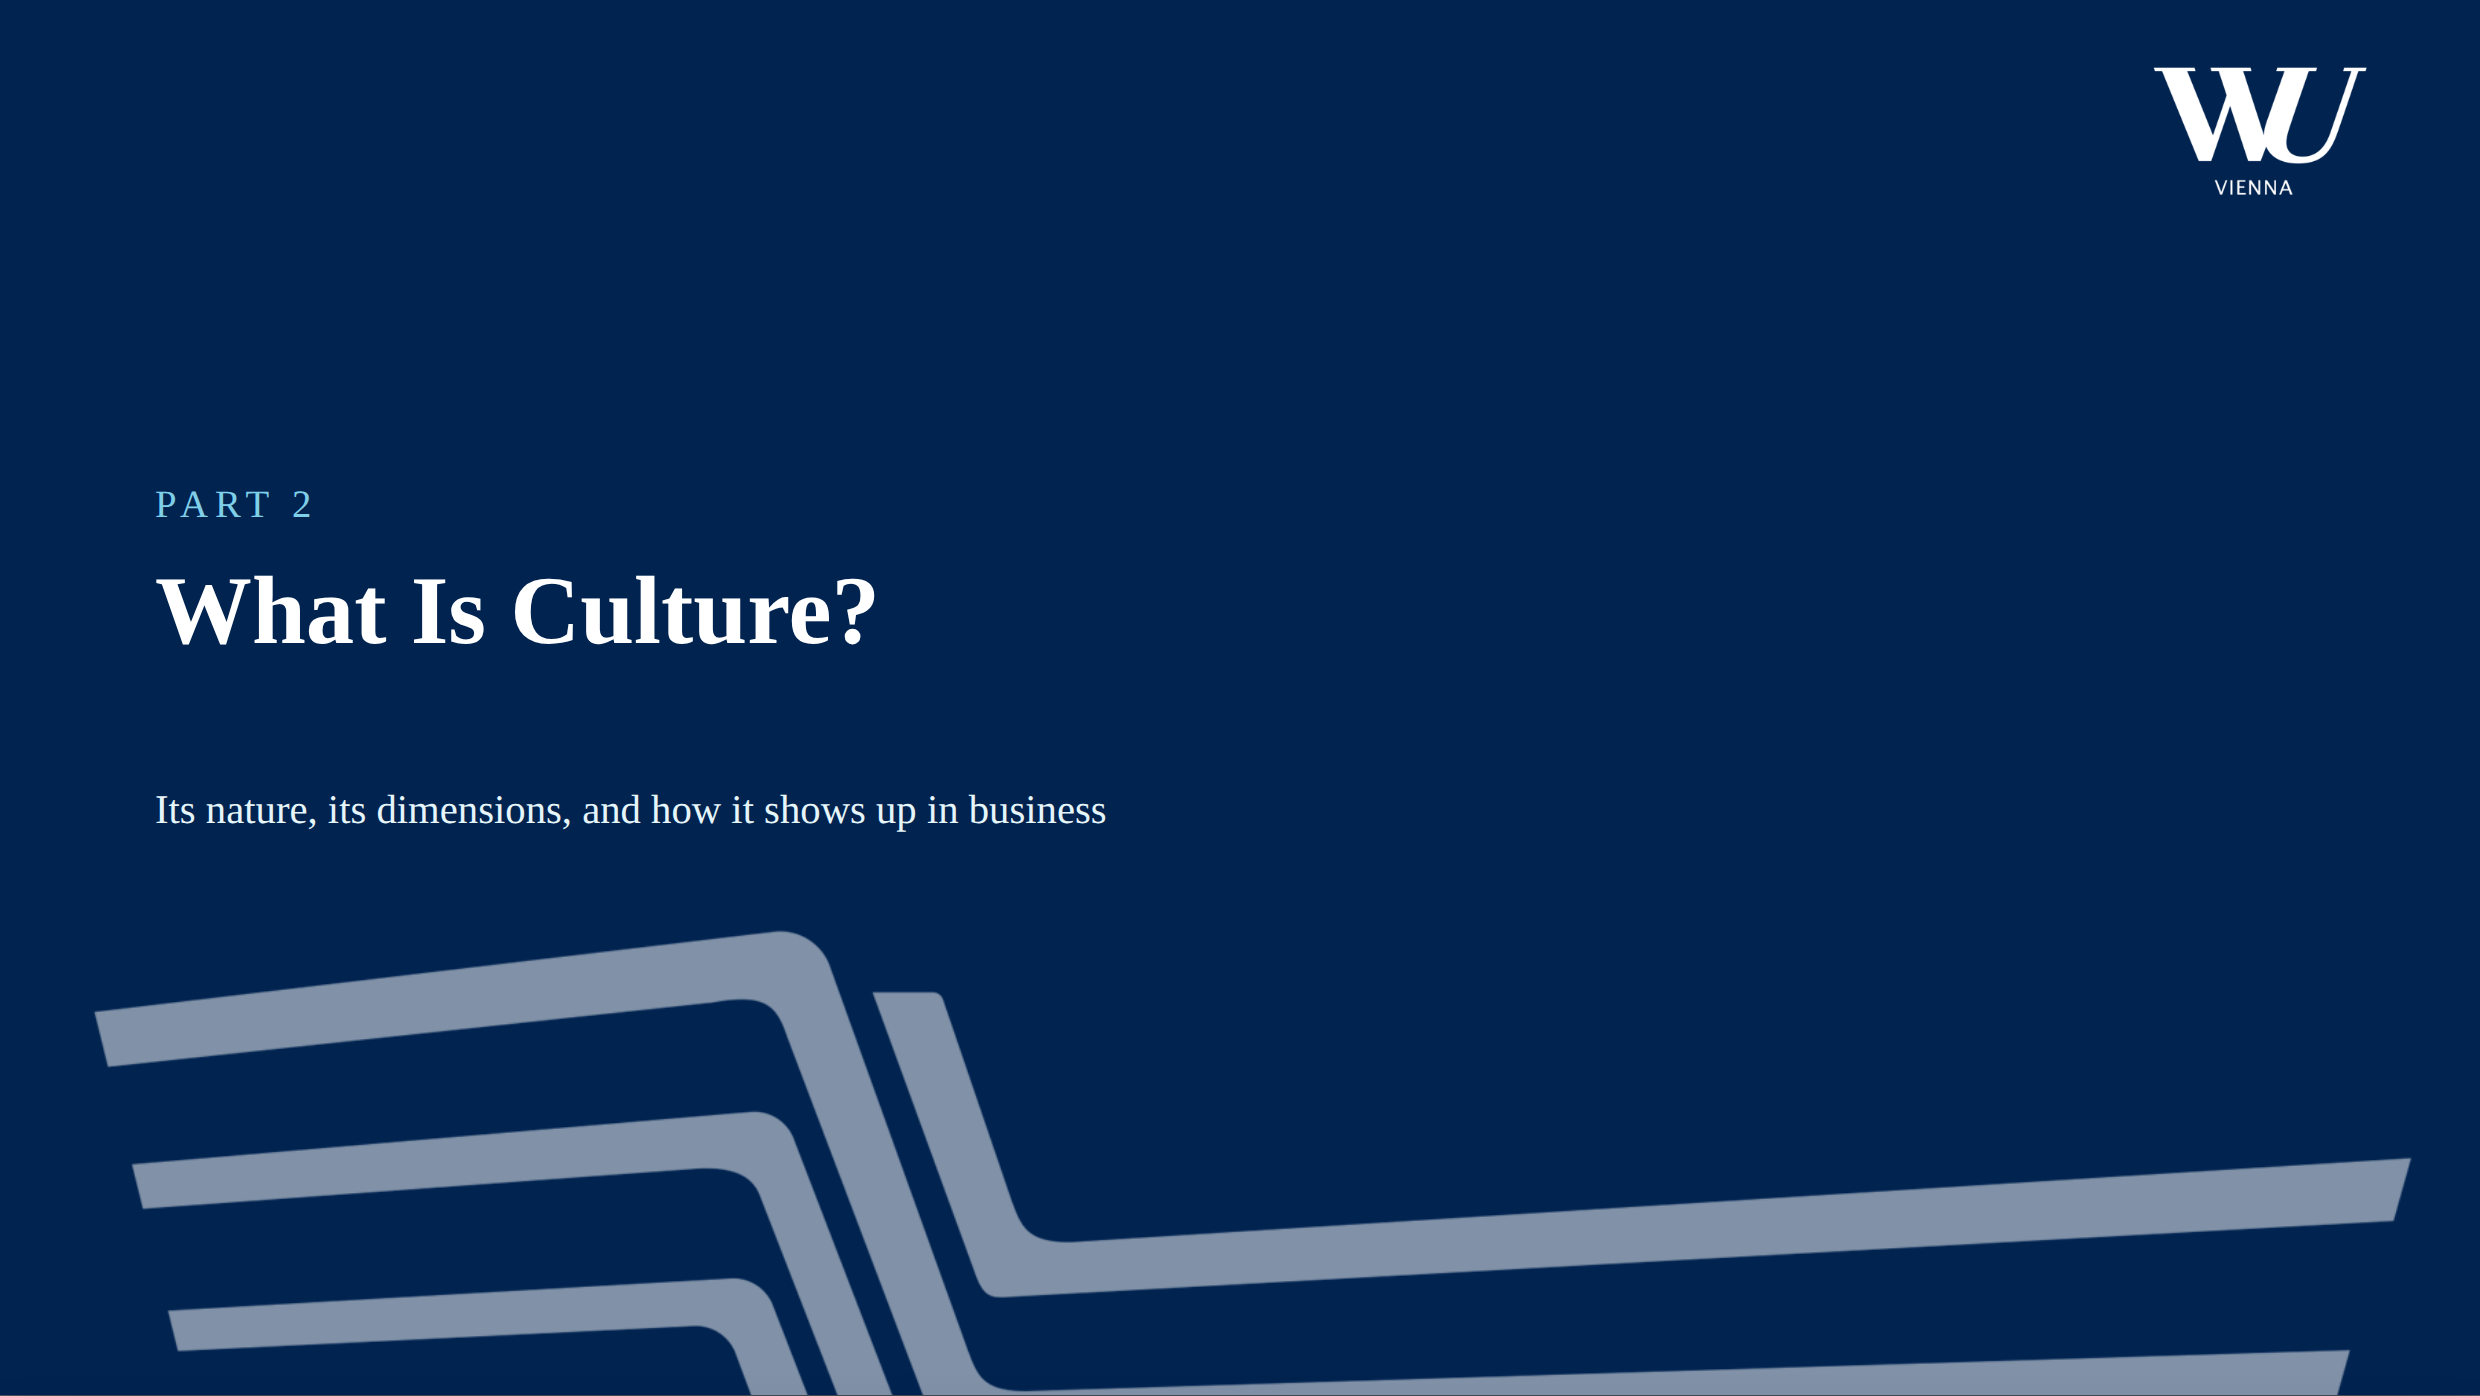 WU
VIENNA
PART 2
What Is Culture?
Its nature, its dimensions, and how it shows up in business